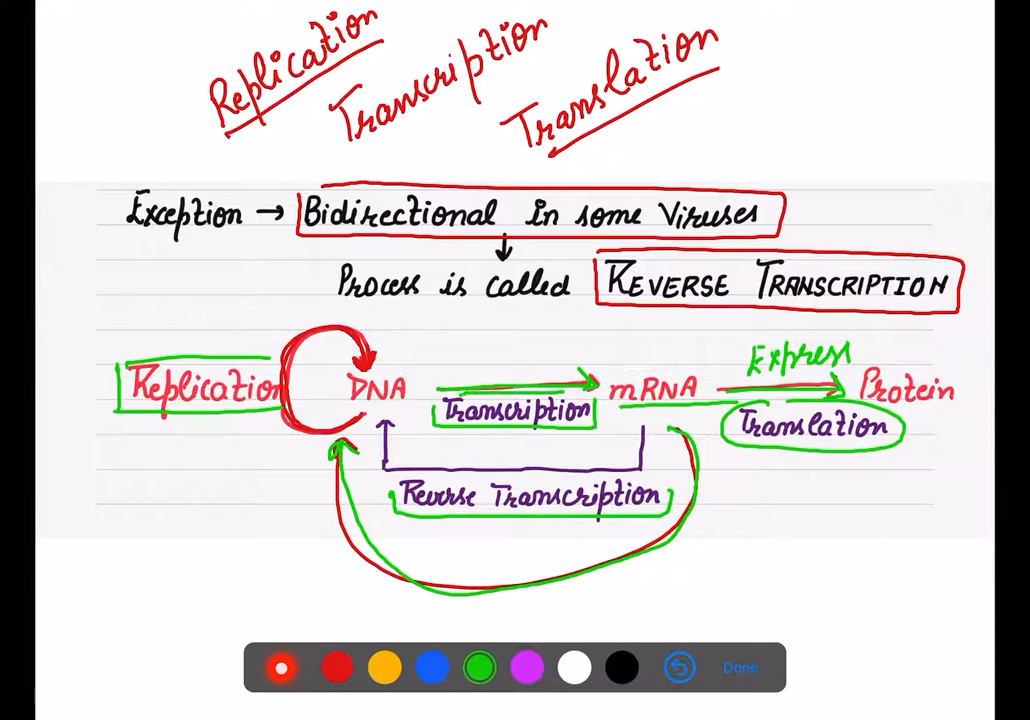 Replication
Transcription
Translation
Exception → Bidirectional in some Viruses
Process is called REVERSE TRANSCRIPTION
Express
Replication DNA mRNA Protein
Transcription Translation
Reverse Transcription
Done